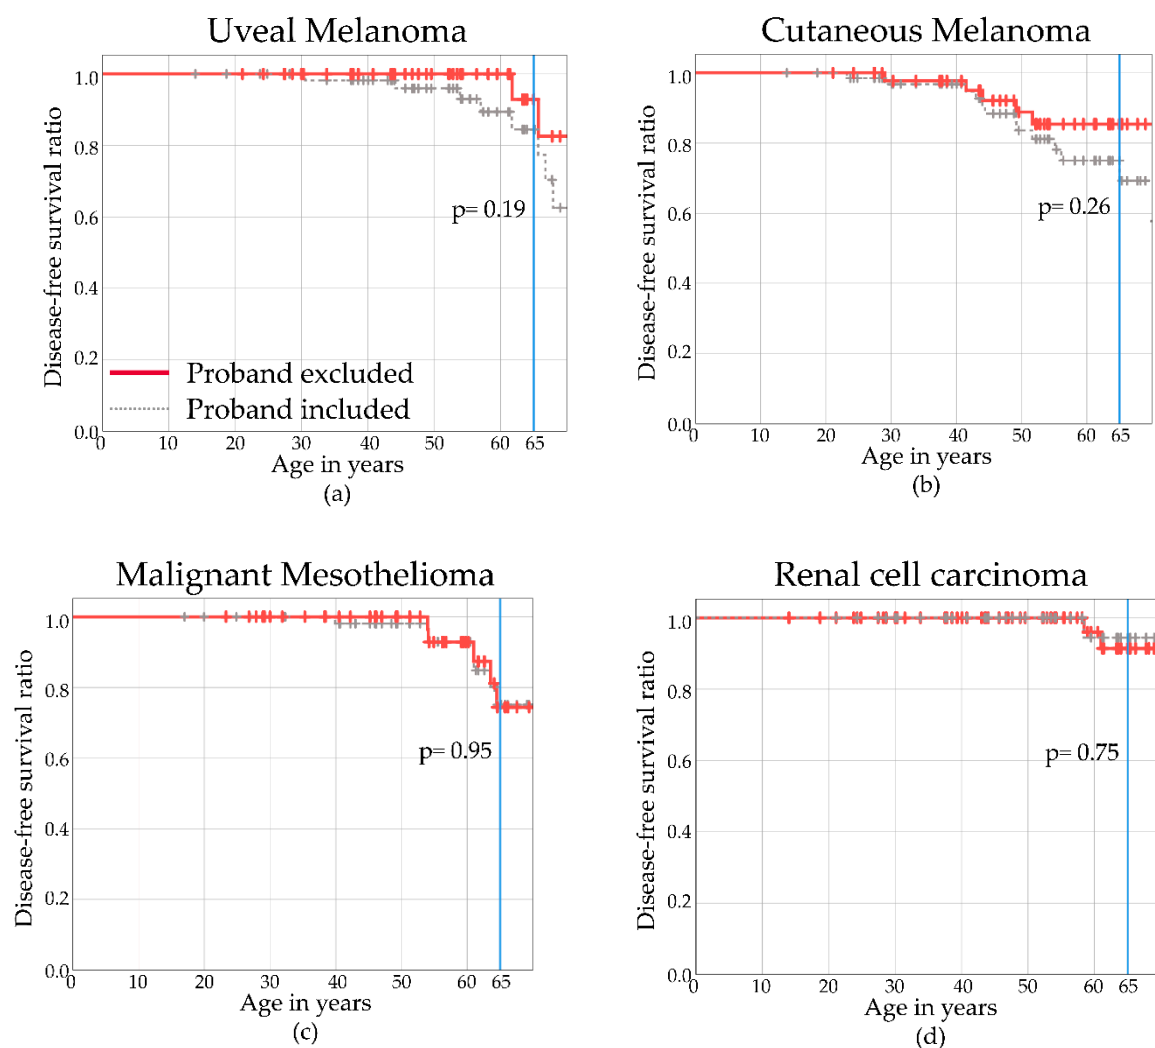 Uveal Melanoma
Disease-free survival ratio
1.0
0.8
0.6
0.4
0.2
0.0
p= 0.19
Proband excluded
Proband included
0 10 20 30 40 50 60 65
Age in years
(a)
Cutaneous Melanoma
Disease-free survival ratio
1.0
0.8
0.6
0.4
0.2
0.0
p= 0.26
0 10 20 30 40 50 60 65
Age in years
(b)
Malignant Mesothelioma
Disease-free survival ratio
1.0
0.8
0.6
0.4
0.2
0.0
p= 0.95
0 10 20 30 40 50 60 65
Age in years
(c)
Renal cell carcinoma
Disease-free survival ratio
1.0
0.8
0.6
0.4
0.2
0.0
p= 0.75
0 10 20 30 40 50 60 65
Age in years
(d)